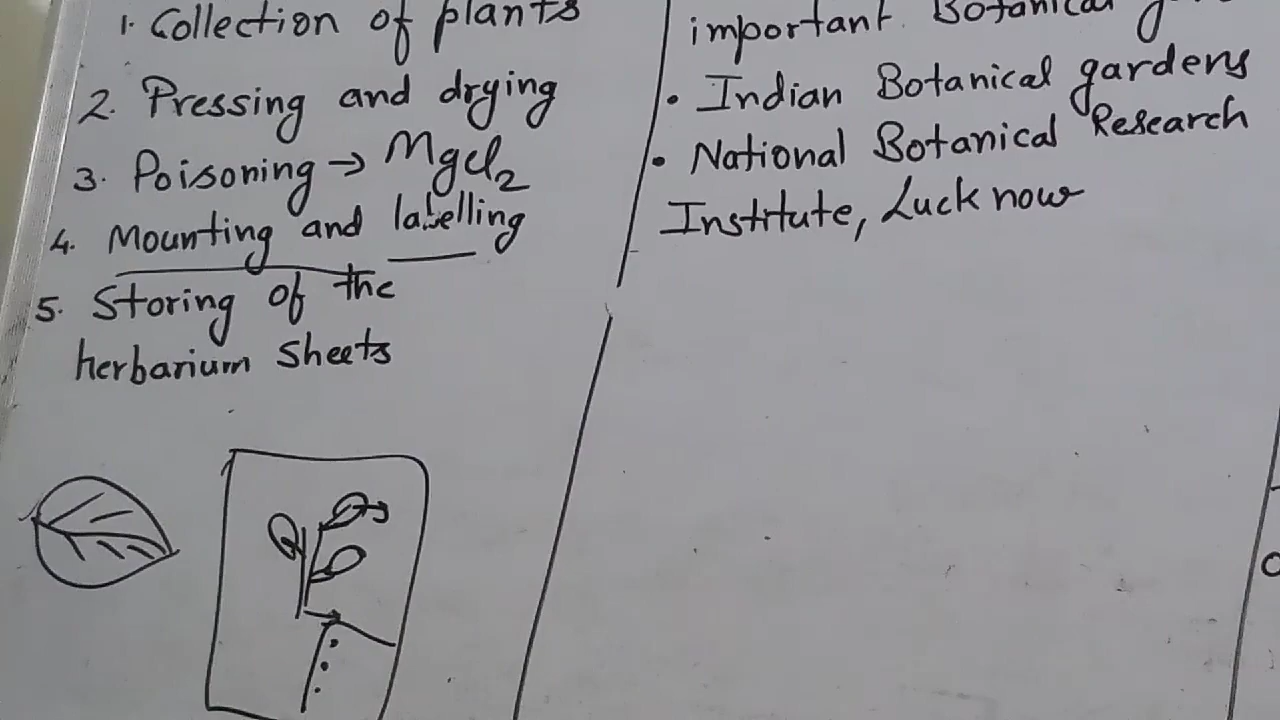 1. Collection of plants
2. Pressing and drying
3. Poisoning → Mgcl2
4. Mounting and labelling
5. Storing of the
herbarium Sheets
important Botanical
• Indian Botanical gardens
• National Botanical Research
Institute, Lucknow